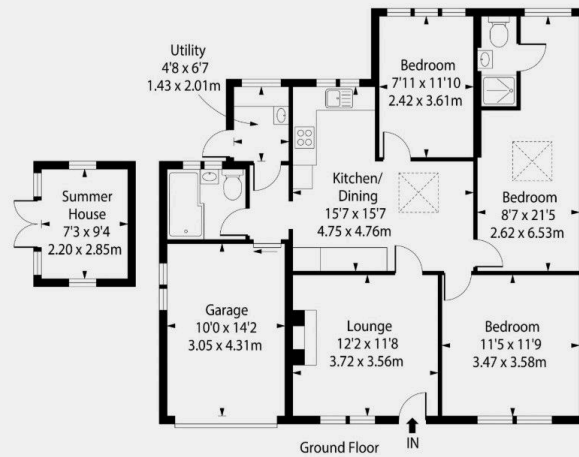 Utility
4'8 x 6'7
1.43 x 2.01m
Bedroom
7'11 x 11'10
2.42 x 3.61m
Summer
House
7'3 x 9'4
2.20 x 2.85m
Kitchen/
Dining
15'7 x 15'7
4.75 x 4.76m
Bedroom
8'7 x 21'5
2.62 x 6.53m
Garage
10'0 x 14'2
3.05 x 4.31m
Lounge
12'2 x 11'8
3.72 x 3.56m
Bedroom
11'5 x 11'9
3.47 x 3.58m
Ground Floor
IN